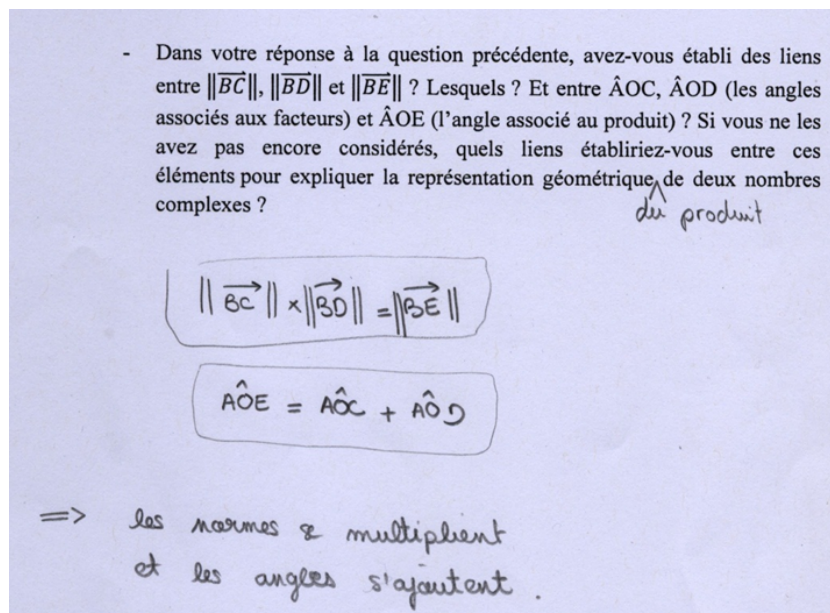 - Dans votre réponse à la question précédente, avez-vous établi des liens
entre ||BC||, ||BD|| et ||BE|| ? Lesquels ? Et entre ÂOC, ÂOD (les angles
associés aux facteurs) et ÂOE (l'angle associé au produit) ? Si vous ne les
avez pas encore considérés, quels liens établiriez-vous entre ces
éléments pour expliquer la représentation géométrique de deux nombres
complexes ?
du produit
||BC|| × ||BD|| = ||BE||
AÔE = AÔC + AÔD
=> les normes se multiplient
et les angles s'ajoutent.